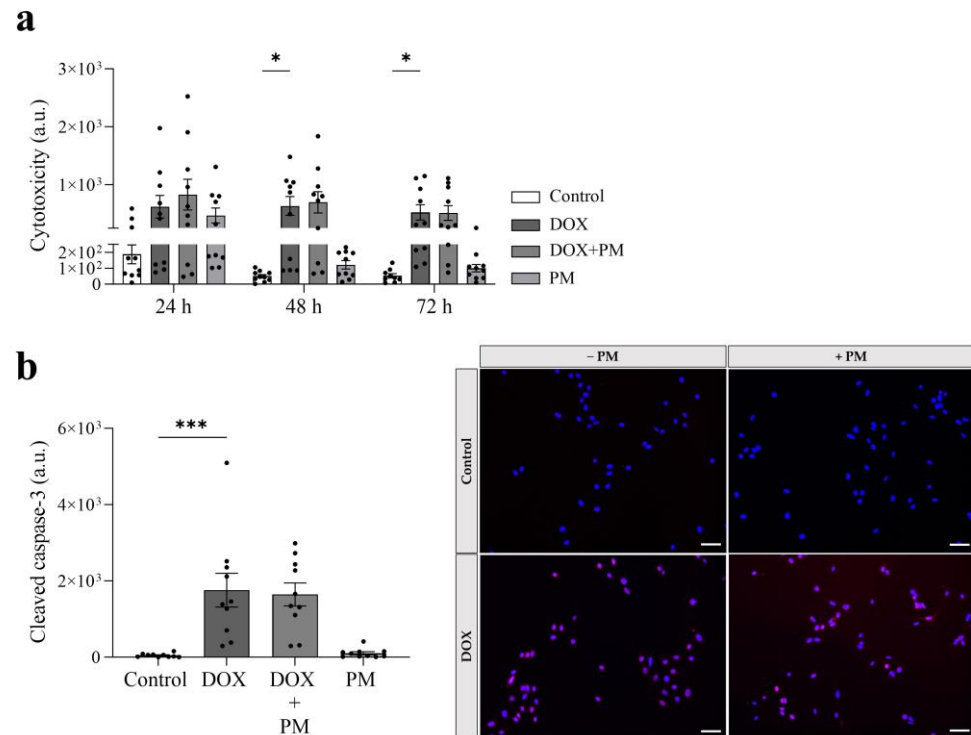 a
Cytotoxicity (a.u.)
3×10³
2×10³
1×10³
2×10²
1×10²
0
*
*
24 h
48 h
72 h
Control
DOX
DOX+PM
PM
b
Cleaved caspase-3 (a.u.)
6×10³
4×10³
2×10³
0
***
Control
DOX
DOX
+
PM
PM
– PM
+ PM
Control
DOX